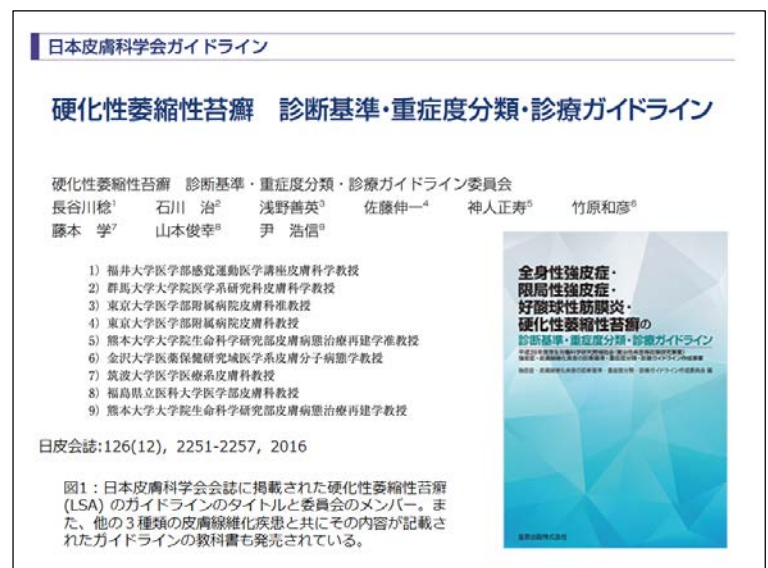 日本皮膚科学会ガイドライン
硬化性萎縮性苔癬　診断基準・重症度分類・診療ガイドライン
硬化性萎縮性苔癬　診断基準・重症度分類・診療ガイドライン委員会
長谷川稔¹　石川　治²　浅野善英³　佐藤伸一⁴　神人正寿⁵　竹原和彦⁶
藤本　学⁷　山本俊幸⁸　尹　浩信⁹
1）福井大学医学部感覚運動医学講座皮膚科学教授
2）群馬大学大学院医学系研究科皮膚科学教授
3）東京大学医学部附属病院皮膚科准教授
4）東京大学医学部附属病院皮膚科教授
5）熊本大学大学院生命科学研究部皮膚病態治療再建学准教授
6）金沢大学医薬保健研究域医学系皮膚分子病態学教授
7）筑波大学医学医療系皮膚科教授
8）福島県立医科大学医学部皮膚科教授
9）熊本大学大学院生命科学研究部皮膚病態治療再建学教授
日皮会誌:126(12), 2251-2257, 2016
図1：日本皮膚科学会会誌に掲載された硬化性萎縮性苔癬
(LSA) のガイドラインのタイトルと委員会のメンバー。ま
た、他の３種類の皮膚線維化疾患と共にその内容が記載さ
れたガイドラインの教科書も発売されている。
全身性強皮症・
限局性強皮症・
好酸球性筋膜炎・
硬化性萎縮性苔癬の
診断基準・重症度分類・診療ガイドライン
金原出版株式会社